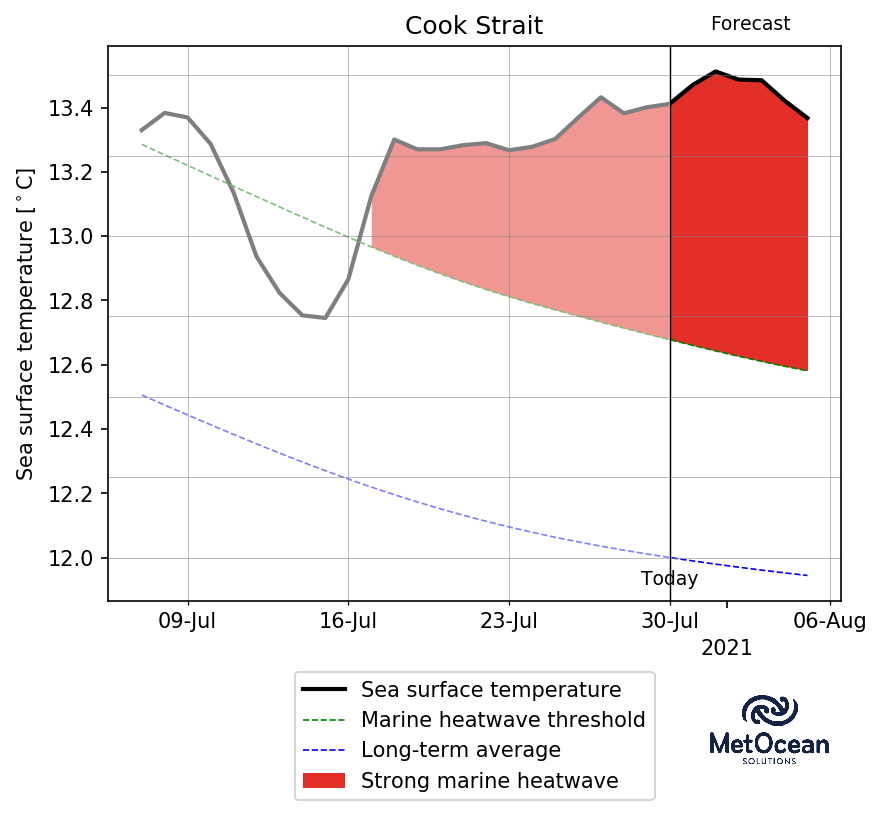 Cook Strait
Forecast
Sea surface temperature [°C]
13.4
13.2
13.0
12.8
12.6
12.4
12.2
12.0
Today
09-Jul 16-Jul 23-Jul 30-Jul 06-Aug
2021
Sea surface temperature
Marine heatwave threshold
Long-term average
Strong marine heatwave
MetOcean
SOLUTIONS